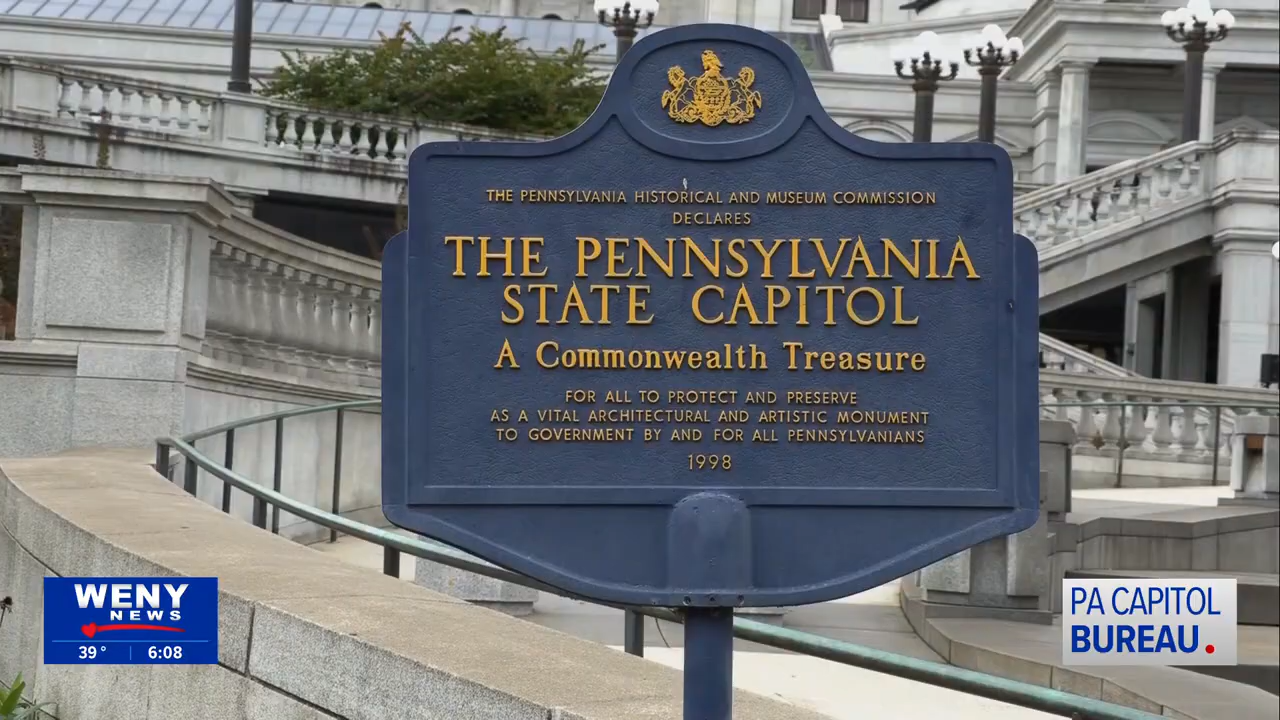 THE PENNSYLVANIA HISTORICAL AND MUSEUM COMMISSION
DECLARES
THE PENNSYLVANIA
STATE CAPITOL
A Commonwealth Treasure
FOR ALL TO PROTECT AND PRESERVE
AS A VITAL ARCHITECTURAL AND ARTISTIC MONUMENT
TO GOVERNMENT BY AND FOR ALL PENNSYLVANIANS
1998
WENY
NEWS
39° | 6:08
PA CAPITOL
BUREAU.